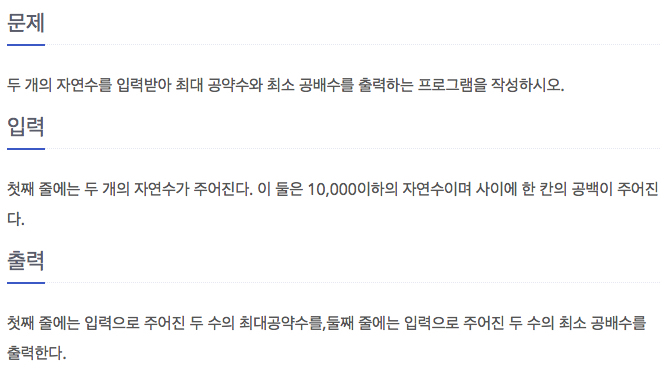 문제
두 개의 자연수를 입력받아 최대 공약수와 최소 공배수를 출력하는 프로그램을 작성하시오.
입력
첫째 줄에는 두 개의 자연수가 주어진다. 이 둘은 10,000이하의 자연수이며 사이에 한 칸의 공백이 주어진
다.
출력
첫째 줄에는 입력으로 주어진 두 수의 최대공약수를,둘째 줄에는 입력으로 주어진 두 수의 최소 공배수를
출력한다.